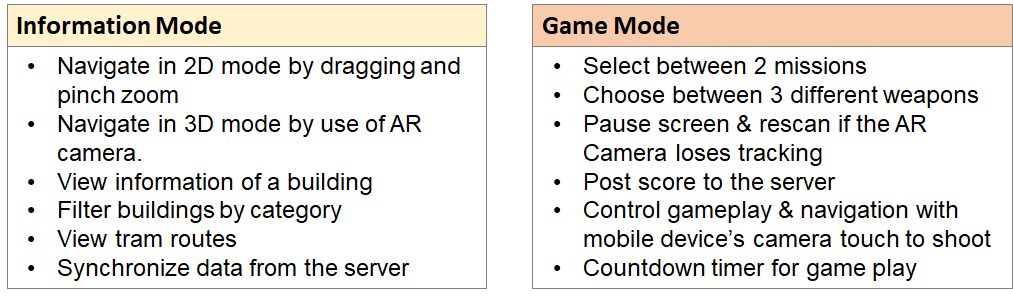 Information Mode
• Navigate in 2D mode by dragging and
pinch zoom
• Navigate in 3D mode by use of AR
camera.
• View information of a building
• Filter buildings by category
• View tram routes
• Synchronize data from the server
Game Mode
• Select between 2 missions
• Choose between 3 different weapons
• Pause screen & rescan if the AR
Camera loses tracking
• Post score to the server
• Control gameplay & navigation with
mobile device’s camera touch to shoot
• Countdown timer for game play